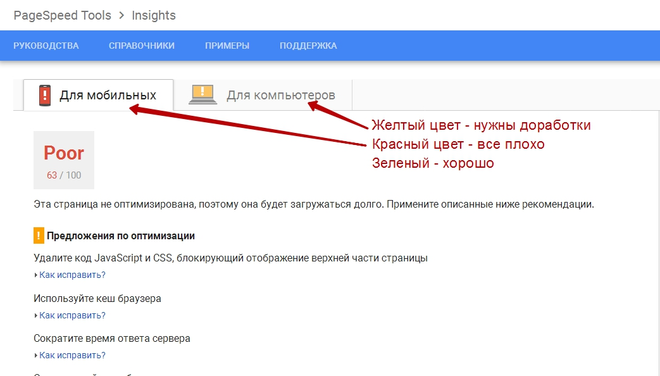 PageSpeed Tools > Insights
РУКОВОДСТВА СПРАВОЧНИКИ ПРИМЕРЫ ПОДДЕРЖКА
Для мобильных Для компьютеров
Желтый цвет - нужны доработки
Красный цвет - все плохо
Зеленый - хорошо
Poor
63 / 100
Эта страница не оптимизирована, поэтому она будет загружаться долго. Примените описанные ниже рекомендации.
! Предложения по оптимизации
Удалите код JavaScript и CSS, блокирующий отображение верхней части страницы
Как исправить?
Используйте кеш браузера
Как исправить?
Сократите время ответа сервера
Как исправить?